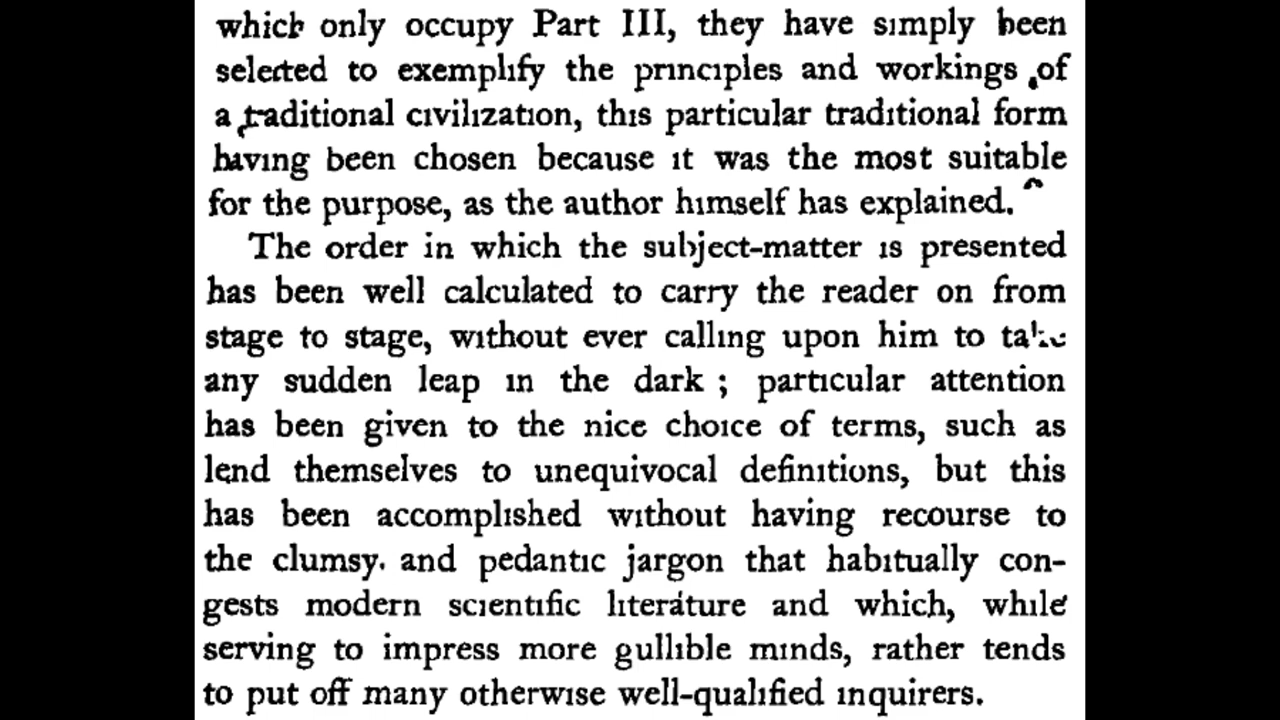 which only occupy Part III, they have simply been
selected to exemplify the principles and workings of
a traditional civilization, this particular traditional form
having been chosen because it was the most suitable
for the purpose, as the author himself has explained.
The order in which the subject-matter is presented
has been well calculated to carry the reader on from
stage to stage, without ever calling upon him to take
any sudden leap in the dark ; particular attention
has been given to the nice choice of terms, such as
lend themselves to unequivocal definitions, but this
has been accomplished without having recourse to
the clumsy and pedantic jargon that habitually con-
gests modern scientific literature and which, while
serving to impress more gullible minds, rather tends
to put off many otherwise well-qualified inquirers.